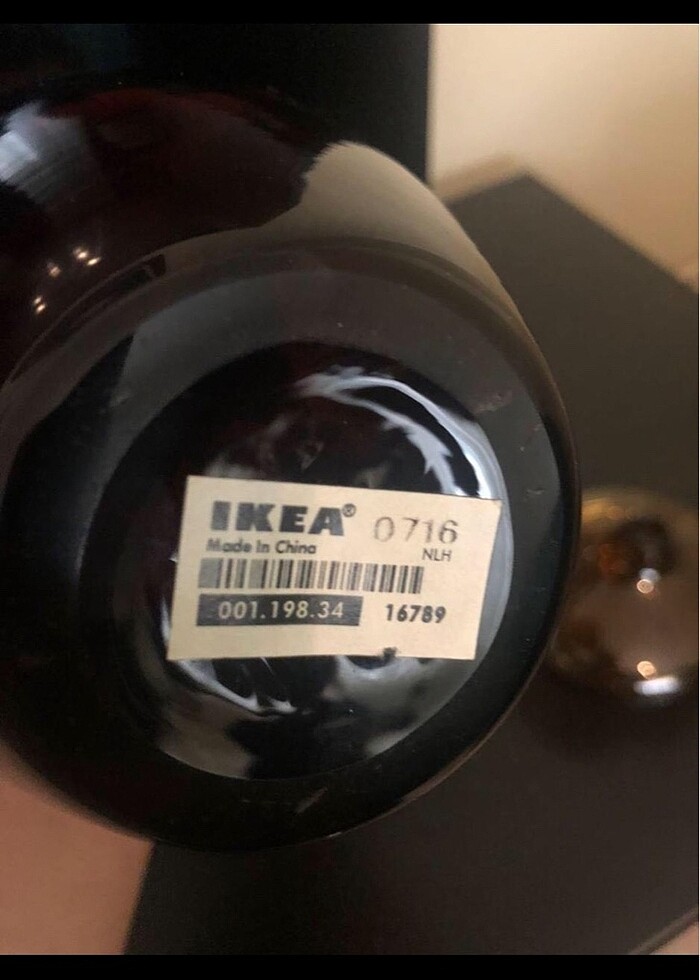 IKEA® 0716
Made In China NLH
001.198.34 16789